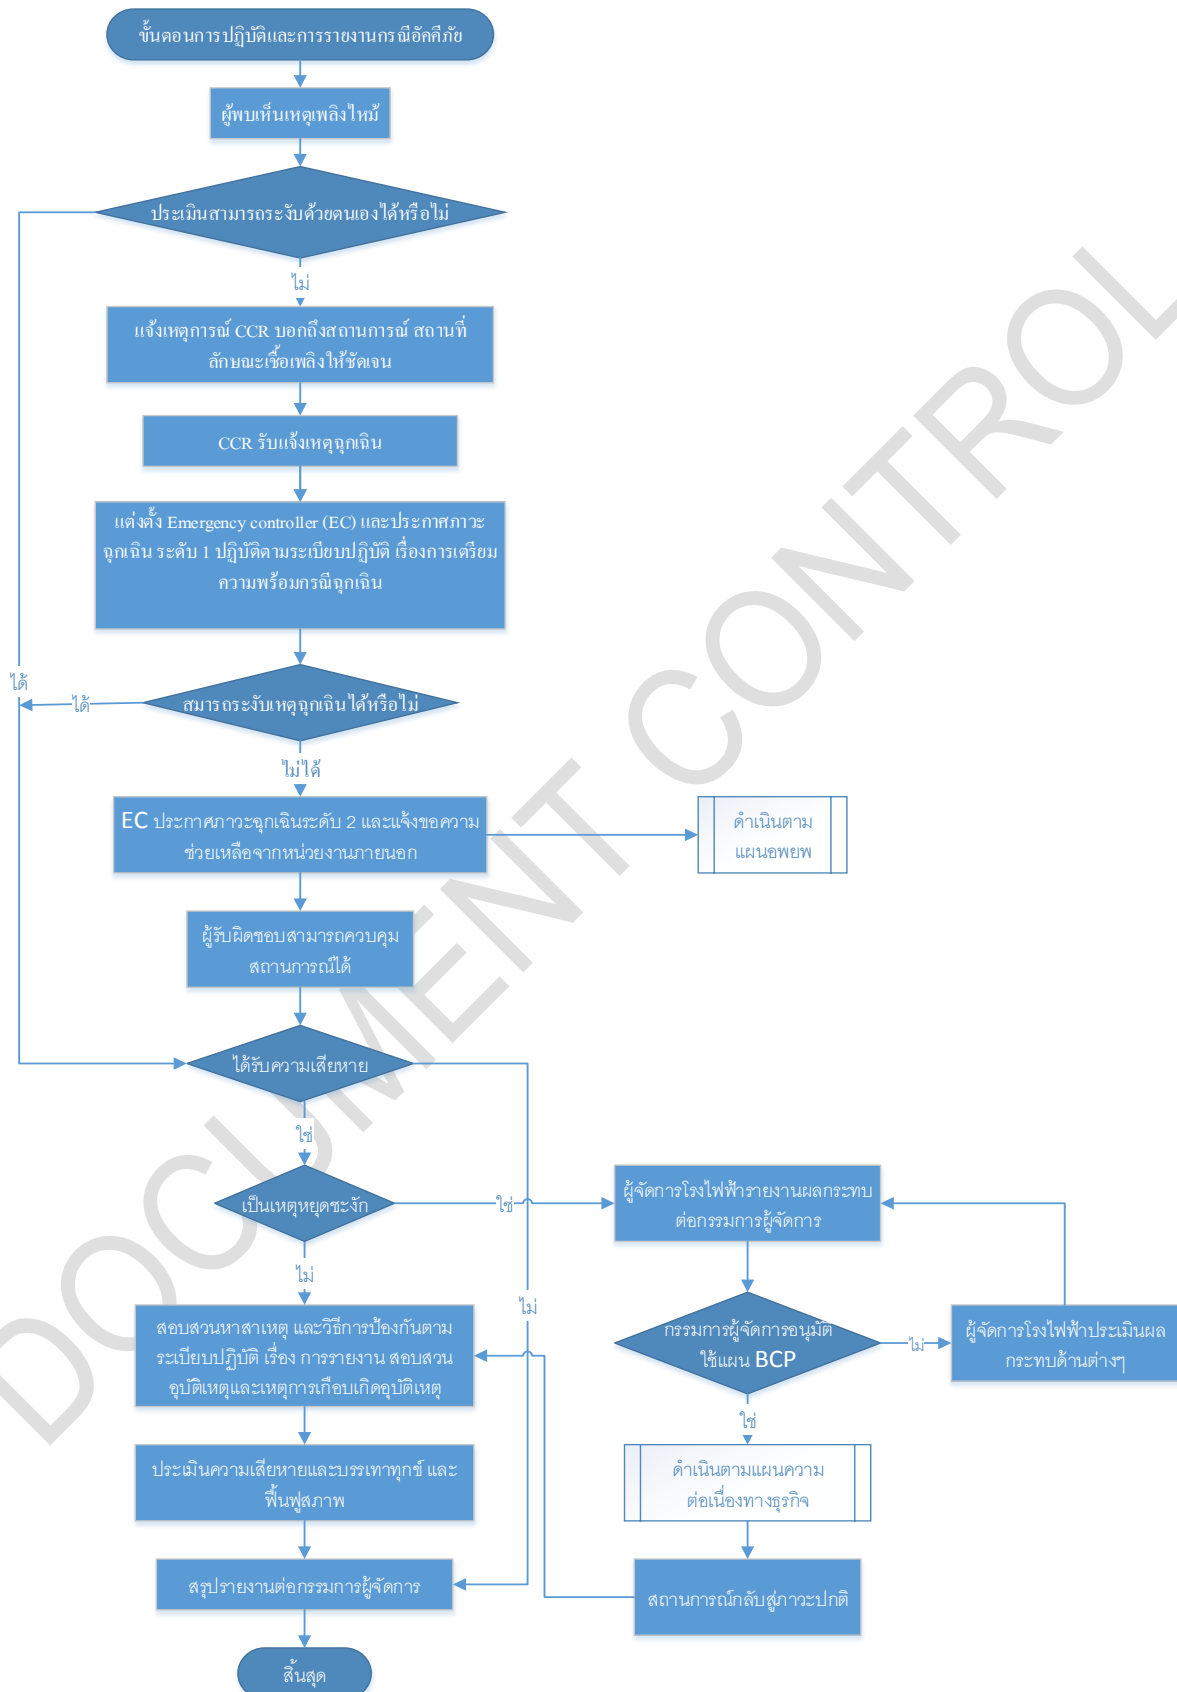 ขั้นตอนการปฏิบัติและการรายงานกรณีอัคคีภัย
ผู้พบเห็นเหตุเพลิงไหม้
ประเมินสามารถระงับด้วยตนเองได้หรือไม่
ไม่
แจ้งเหตุการณ์ CCR บอกถึงสถานการณ์ สถานที่
ลักษณะเชื้อเพลิงให้ชัดเจน
CCR รับแจ้งเหตุฉุกเฉิน
แต่งตั้ง Emergency controller (EC) และประกาศภาวะ
ฉุกเฉิน ระดับ 1 ปฏิบัติตามระเบียบปฏิบัติ เรื่องการเตรียม
ความพร้อมกรณีฉุกเฉิน
ได้
ได้
สมารถระงับเหตุฉุกเฉินได้หรือไม่
ไม่ได้
EC ประกาศภาวะฉุกเฉินระดับ 2 และแจ้งขอความ
ช่วยเหลือจากหน่วยงานภายนอก
ดำเนินตาม
แผนอพยพ
ผู้รับผิดชอบสามารถควบคุม
สถานการณ์ได้
ได้รับความเสียหาย
ใช่
เป็นเหตุหยุดชะงัก
ใช่
ผู้จัดการโรงไฟฟ้ารายงานผลกระทบ
ต่อกรรมการผู้จัดการ
ไม่
ไม่
สอบสวนหาสาเหตุ และวิธีการป้องกันตาม
ระเบียบปฏิบัติ เรื่อง การรายงาน สอบสวน
อุบัติเหตุและเหตุการเกือบเกิดอุบัติเหตุ
กรรมการผู้จัดการอนุมัติ
ใช้แผน BCP
ไม่
ผู้จัดการโรงไฟฟ้าประเมินผล
กระทบด้านต่างๆ
ใช่
ประเมินความเสียหายและบรรเทาทุกข์ และ
ฟื้นฟูสภาพ
ดำเนินตามแผนความ
ต่อเนื่องทางธุรกิจ
สรุปรายงานต่อกรรมการผู้จัดการ
สถานการณ์กลับสู่ภาวะปกติ
สิ้นสุด
DOCUMENT CONTROL